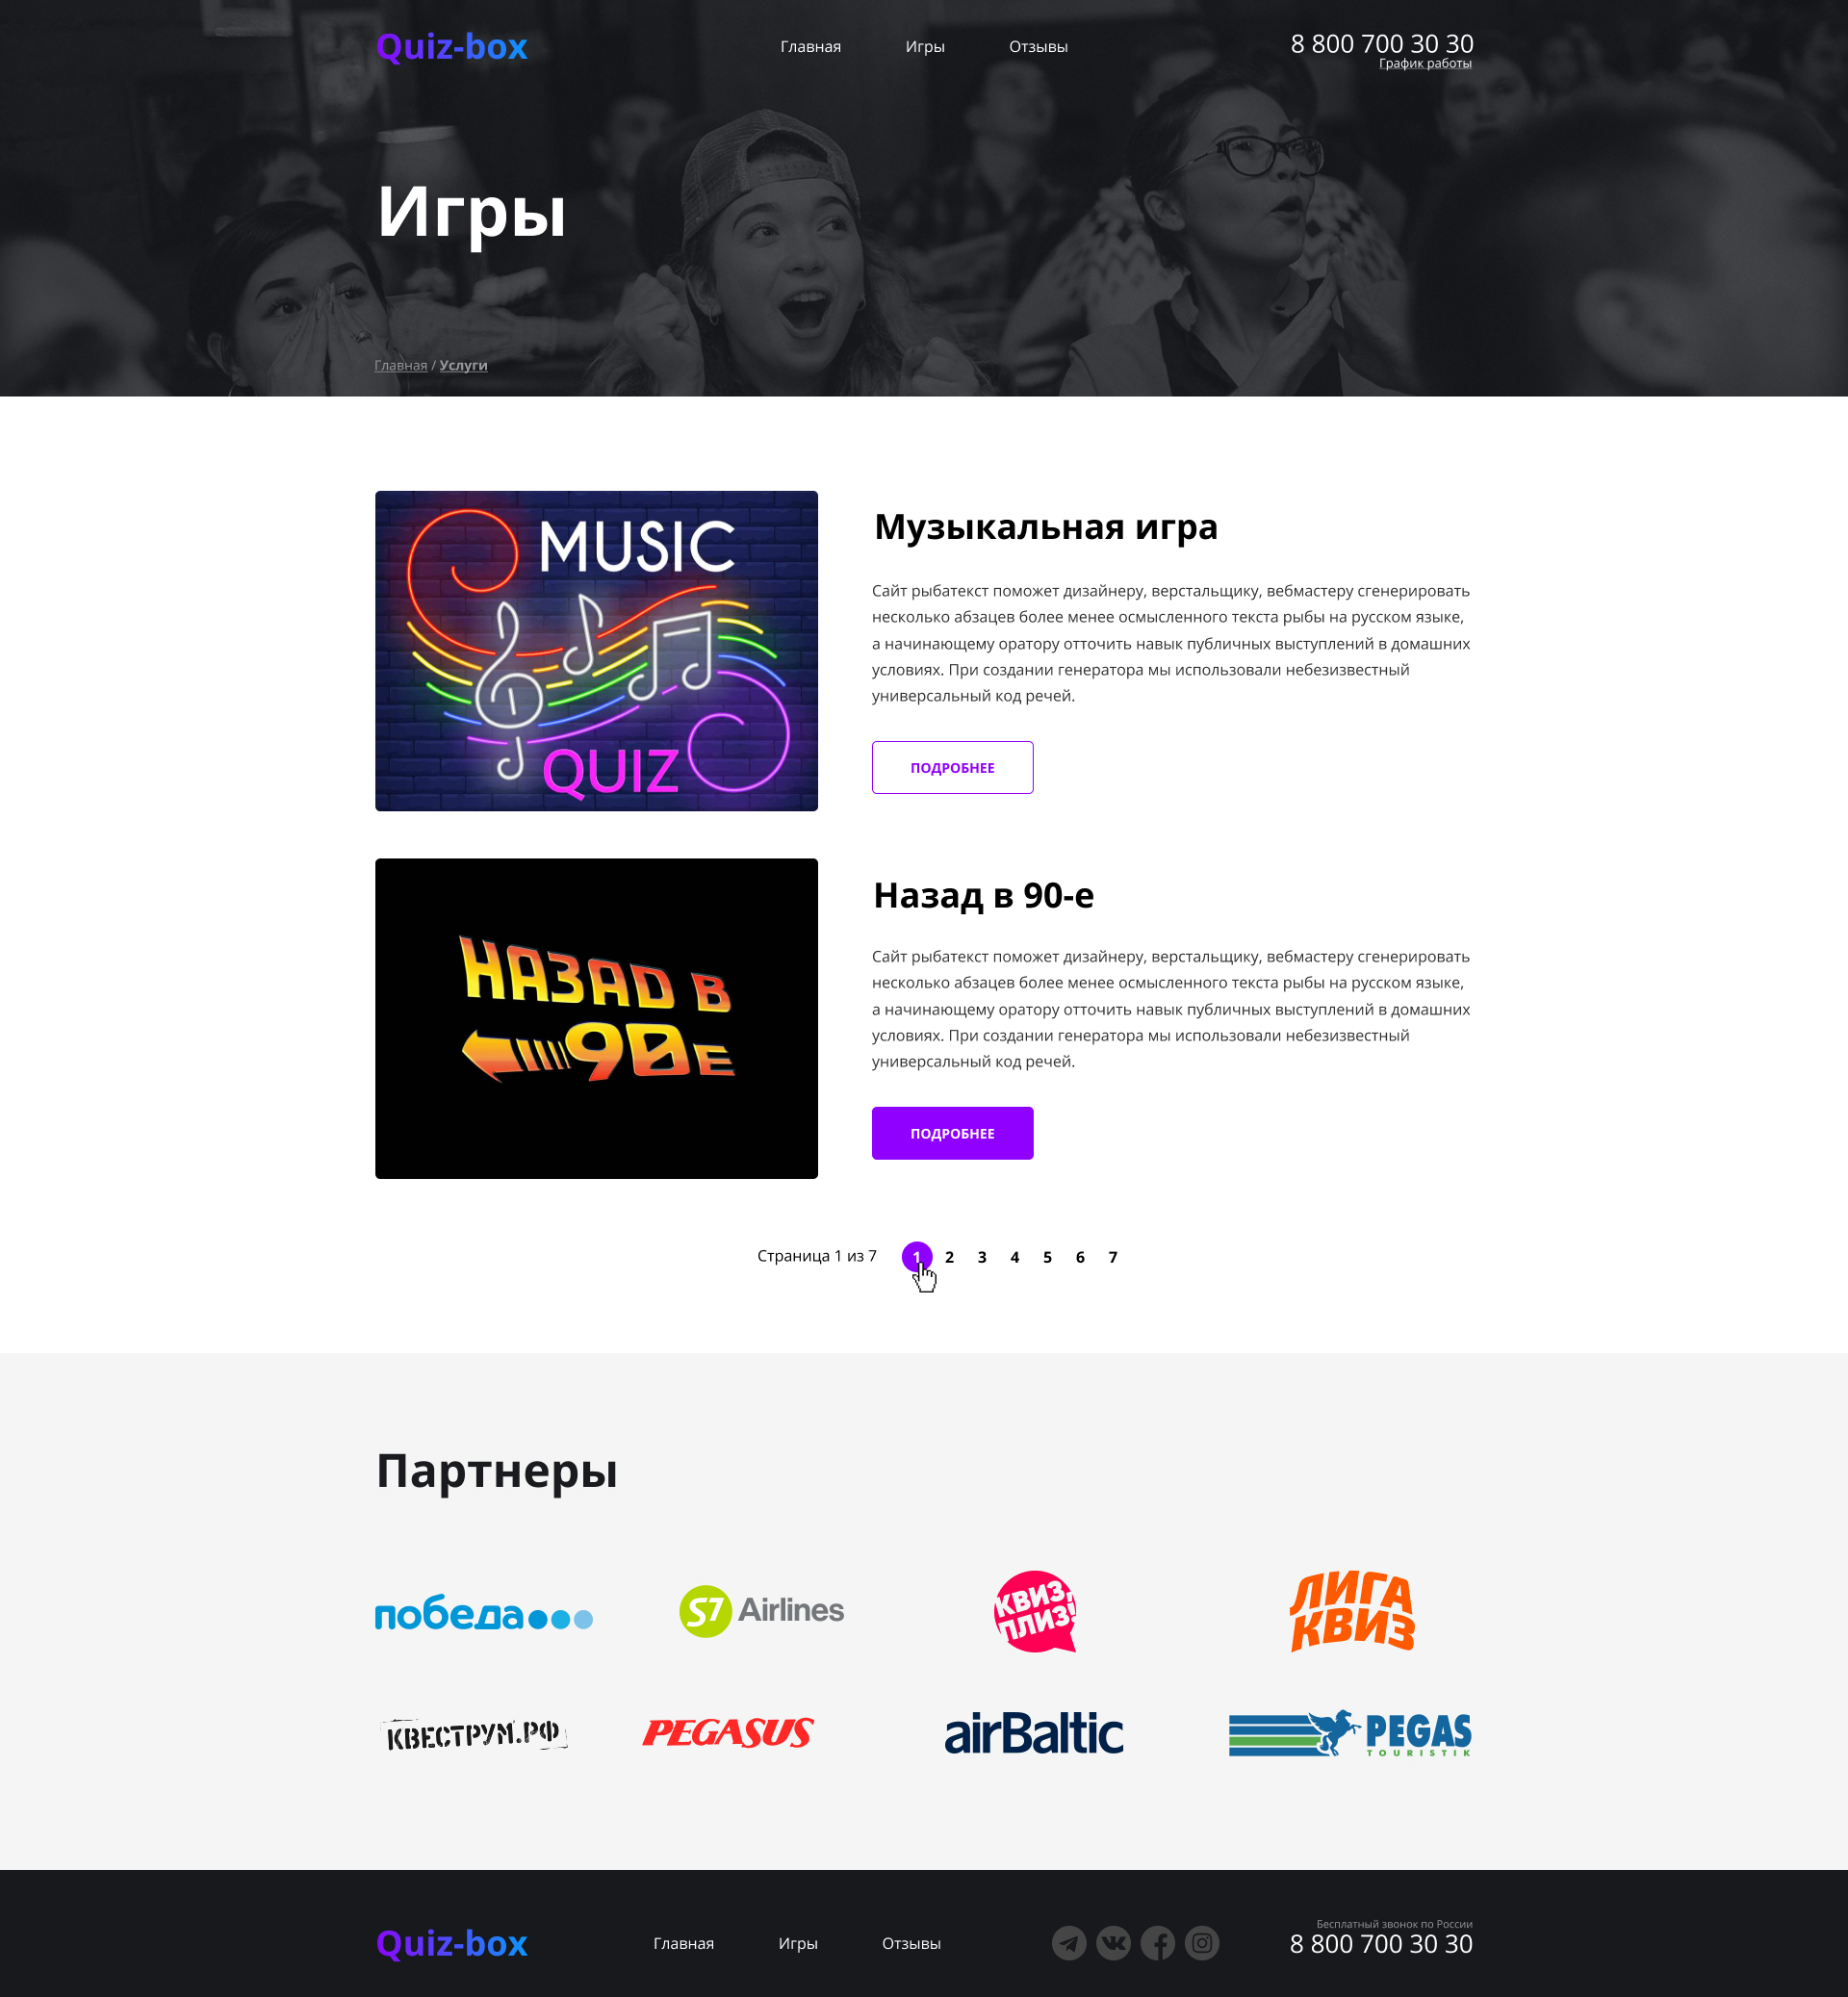 Quiz-box
Главная
Игры
Отзывы
8 800 700 30 30
График работы
Игры
Главная / Услуги
MUSIC
QUIZ
Музыкальная игра
Сайт рыбатекст поможет дизайнеру, верстальщику, вебмастеру сгенерировать
несколько абзацев более менее осмысленного текста рыбы на русском языке,
а начинающему оратору отточить навык публичных выступлений в домашних
условиях. При создании генератора мы использовали небезизвестный
универсальный код речей.
ПОДРОБНЕЕ
НАЗАД В
90е
Назад в 90-е
Сайт рыбатекст поможет дизайнеру, верстальщику, вебмастеру сгенерировать
несколько абзацев более менее осмысленного текста рыбы на русском языке,
а начинающему оратору отточить навык публичных выступлений в домашних
условиях. При создании генератора мы использовали небезизвестный
универсальный код речей.
ПОДРОБНЕЕ
Страница 1 из 7
1 2 3 4 5 6 7
Партнеры
победа
S7 Airlines
КВИЗ,
ПЛИЗ!
ЛИГА
КВИЗ
КВЕСТРУМ.РФ
PEGASUS
airBaltic
PEGAS
TOURISTIK
Quiz-box
Главная
Игры
Отзывы
Бесплатный звонок по России
8 800 700 30 30